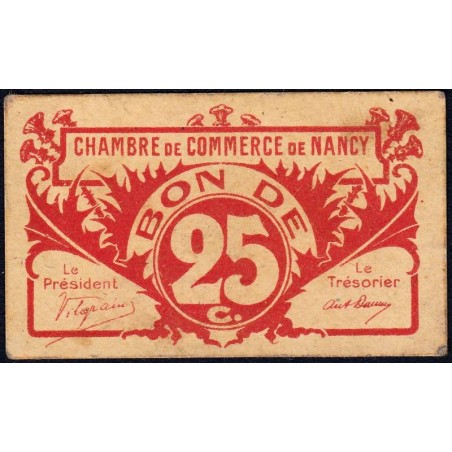 CHAMBRE DE COMMERCE DE NANCY
BON DE
25
C.
Le
Président
Le
Trésorier